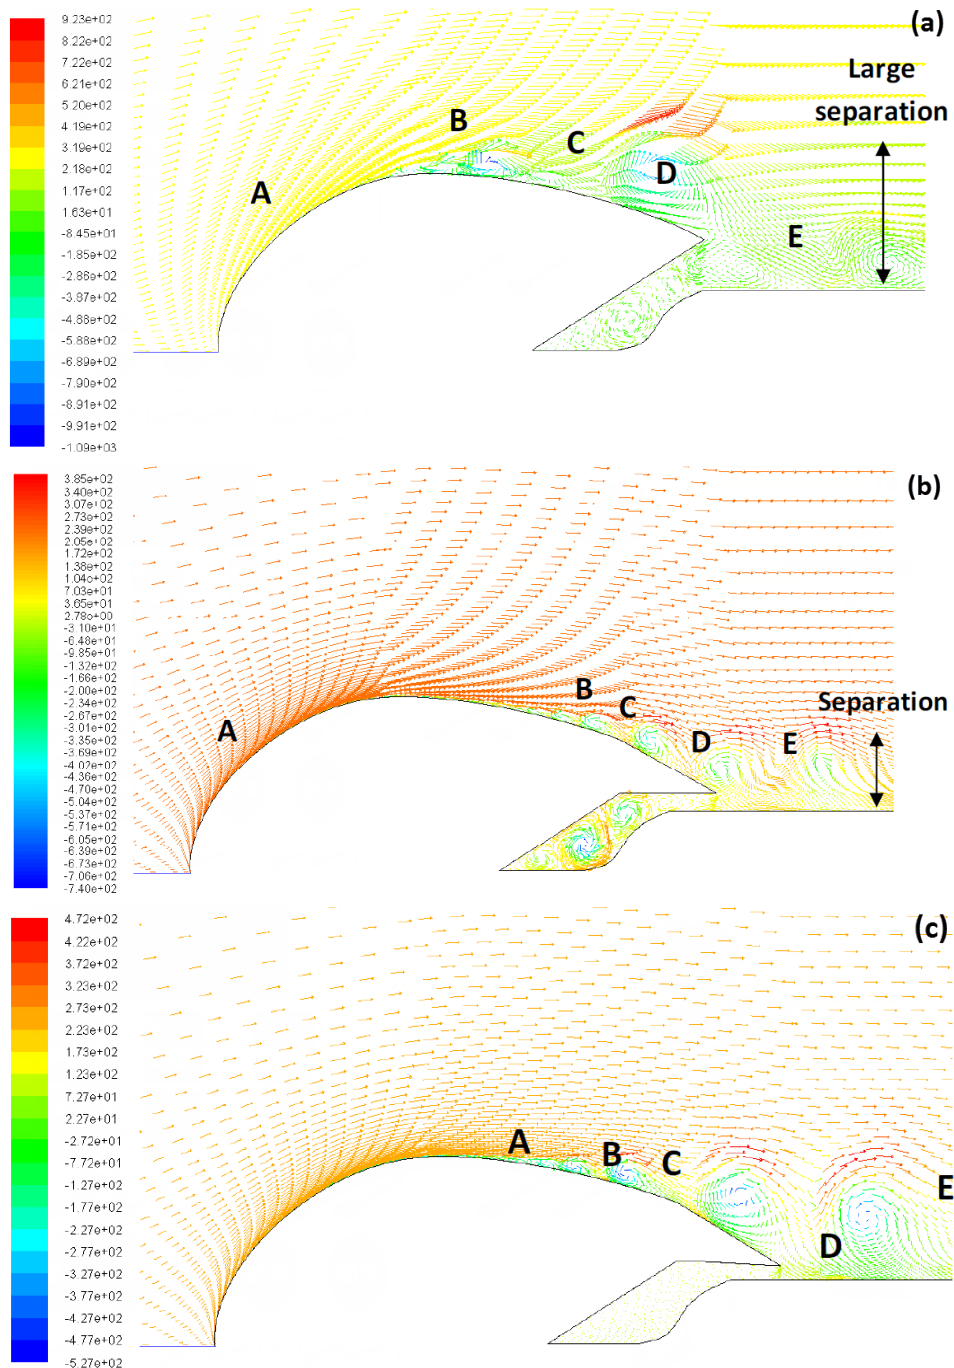 (a)
9.23e+02
8.22e+02
7.22e+02
6.21e+02
5.20e+02
4.19e+02
3.19e+02
2.18e+02
1.17e+02
1.63e+01
-8.45e+01
-1.85e+02
-2.86e+02
-3.87e+02
-4.88e+02
-5.88e+02
-6.89e+02
-7.90e+02
-8.91e+02
-9.91e+02
-1.09e+03
Large
separation
A
B
C
D
E
(b)
3.85e+02
3.40e+02
3.07e+02
2.73e+02
2.39e+02
2.05e+02
1.72e+02
1.38e+02
1.04e+02
7.03e+01
3.65e+01
2.78e+00
-3.10e+01
-6.48e+01
-9.85e+01
-1.32e+02
-1.66e+02
-2.00e+02
-2.34e+02
-2.67e+02
-3.01e+02
-3.35e+02
-3.69e+02
-4.02e+02
-4.36e+02
-4.70e+02
-5.04e+02
-5.37e+02
-5.71e+02
-6.05e+02
-6.39e+02
-6.73e+02
-7.06e+02
-7.40e+02
Separation
A
B
C
D
E
(c)
4.72e+02
4.22e+02
3.72e+02
3.23e+02
2.73e+02
2.23e+02
1.73e+02
1.23e+02
7.27e+01
2.27e+01
-2.72e+01
-7.72e+01
-1.27e+02
-1.77e+02
-2.27e+02
-2.77e+02
-3.27e+02
-3.77e+02
-4.27e+02
-4.77e+02
-5.27e+02
A
B
C
D
E